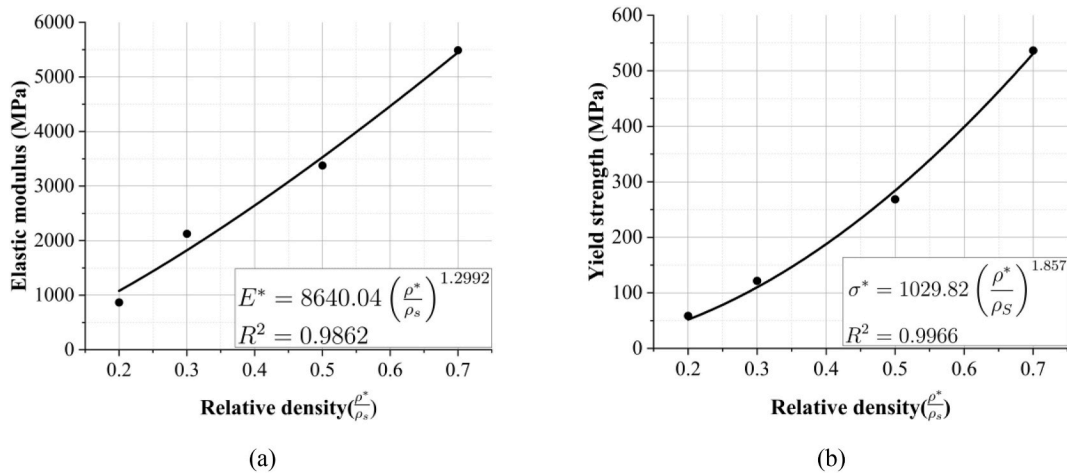 6000
5000
4000
3000
2000
1000
0
Elastic modulus (MPa)
E* = 8640.04 (ρ*/ρs)^1.2992
R² = 0.9862
0.2 0.3 0.4 0.5 0.6 0.7
Relative density(ρ*/ρs)
(a)
600
500
400
300
200
100
0
Yield strength (MPa)
σ* = 1029.82 (ρ*/ρS)^1.857
R² = 0.9966
0.2 0.3 0.4 0.5 0.6 0.7
Relative density(ρ*/ρs)
(b)